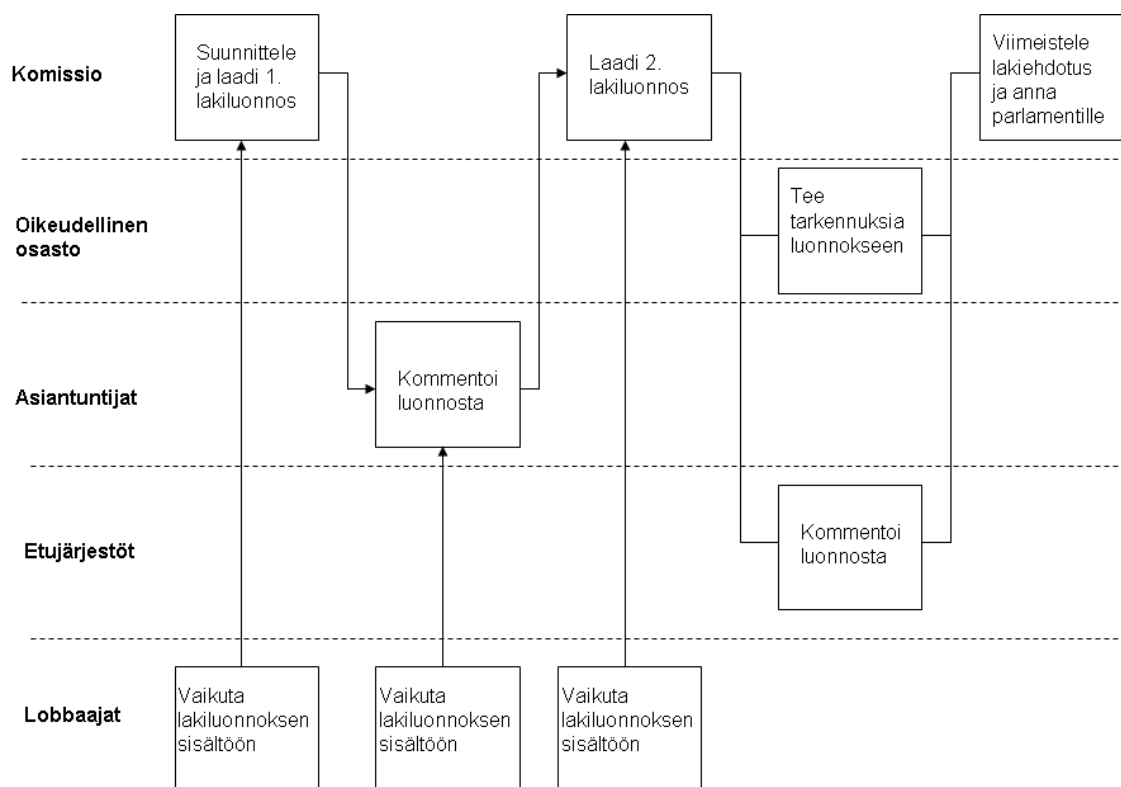 Komissio
Suunnittele
ja laadi 1.
lakiluonnos
Laadi 2.
lakiluonnos
Viimeistele
lakiehdotus
ja anna
parlamentille
Oikeudellinen
osasto
Tee
tarkennuksia
luonnokseen
Asiantuntijat
Kommentoi
luonnosta
Etujärjestöt
Kommentoi
luonnosta
Lobbaajat
Vaikuta
lakiluonnoksen
sisältöön
Vaikuta
lakiluonnoksen
sisältöön
Vaikuta
lakiluonnoksen
sisältöön